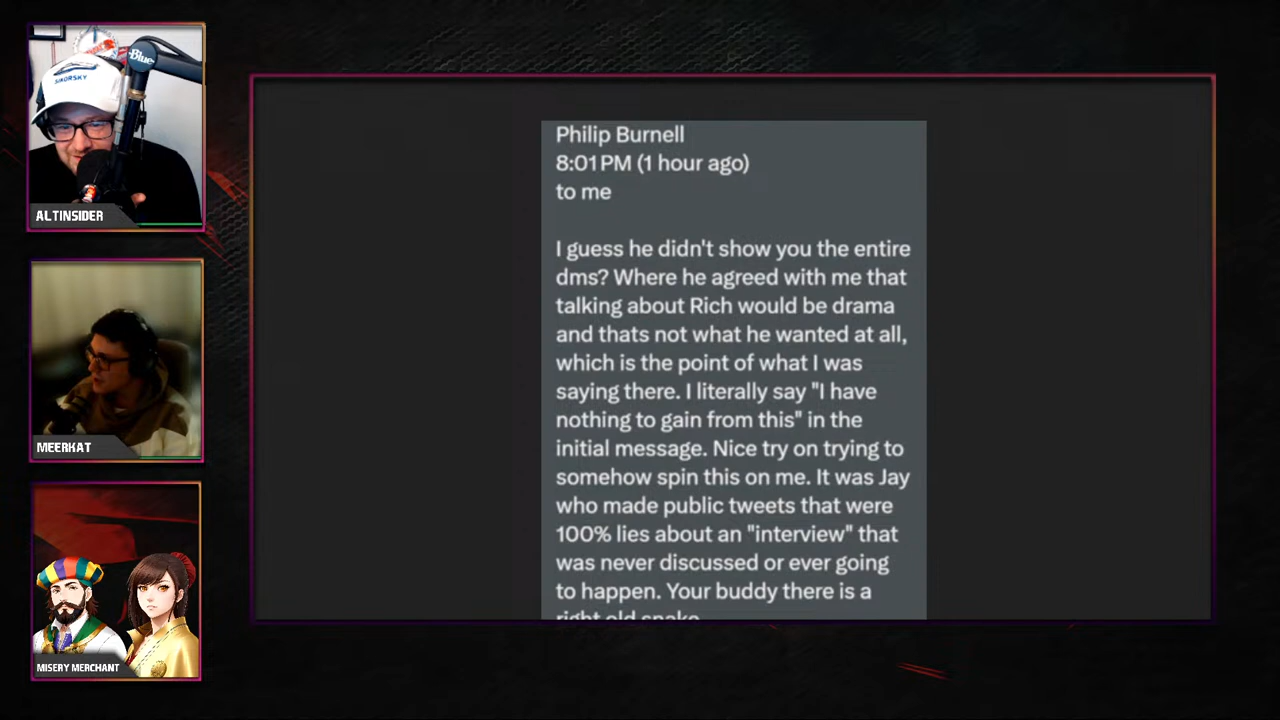 Blue
SIKORSKY
ALTINSIDER
MEERKAT
MISERY MERCHANT
Philip Burnell
8:01 PM (1 hour ago)
to me
I guess he didn't show you the entire
dms? Where he agreed with me that
talking about Rich would be drama
and thats not what he wanted at all,
which is the point of what I was
saying there. I literally say "I have
nothing to gain from this" in the
initial message. Nice try on trying to
somehow spin this on me. It was Jay
who made public tweets that were
100% lies about an "interview" that
was never discussed or ever going
to happen. Your buddy there is a
right old snake